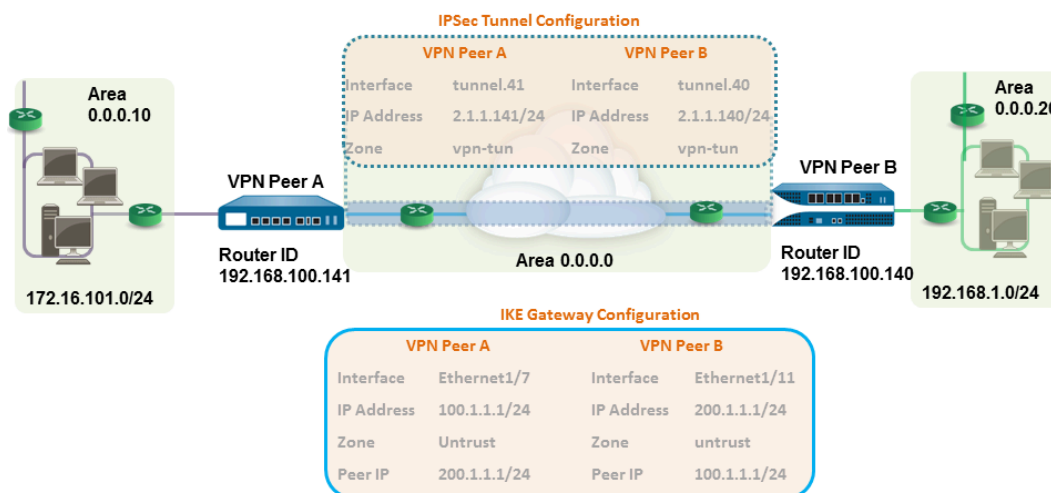 IPSec Tunnel Configuration
VPN Peer A VPN Peer B
Interface tunnel.41 Interface tunnel.40
IP Address 2.1.1.141/24 IP Address 2.1.1.140/24
Zone vpn-tun Zone vpn-tun
Area
0.0.0.10
Area
0.0.0.20
VPN Peer A
VPN Peer B
Router ID
192.168.100.141
Area 0.0.0.0
Router ID
192.168.100.140
172.16.101.0/24
192.168.1.0/24
IKE Gateway Configuration
VPN Peer A VPN Peer B
Interface Ethernet1/7 Interface Ethernet1/11
IP Address 100.1.1.1/24 IP Address 200.1.1.1/24
Zone Untrust Zone untrust
Peer IP 200.1.1.1/24 Peer IP 100.1.1.1/24